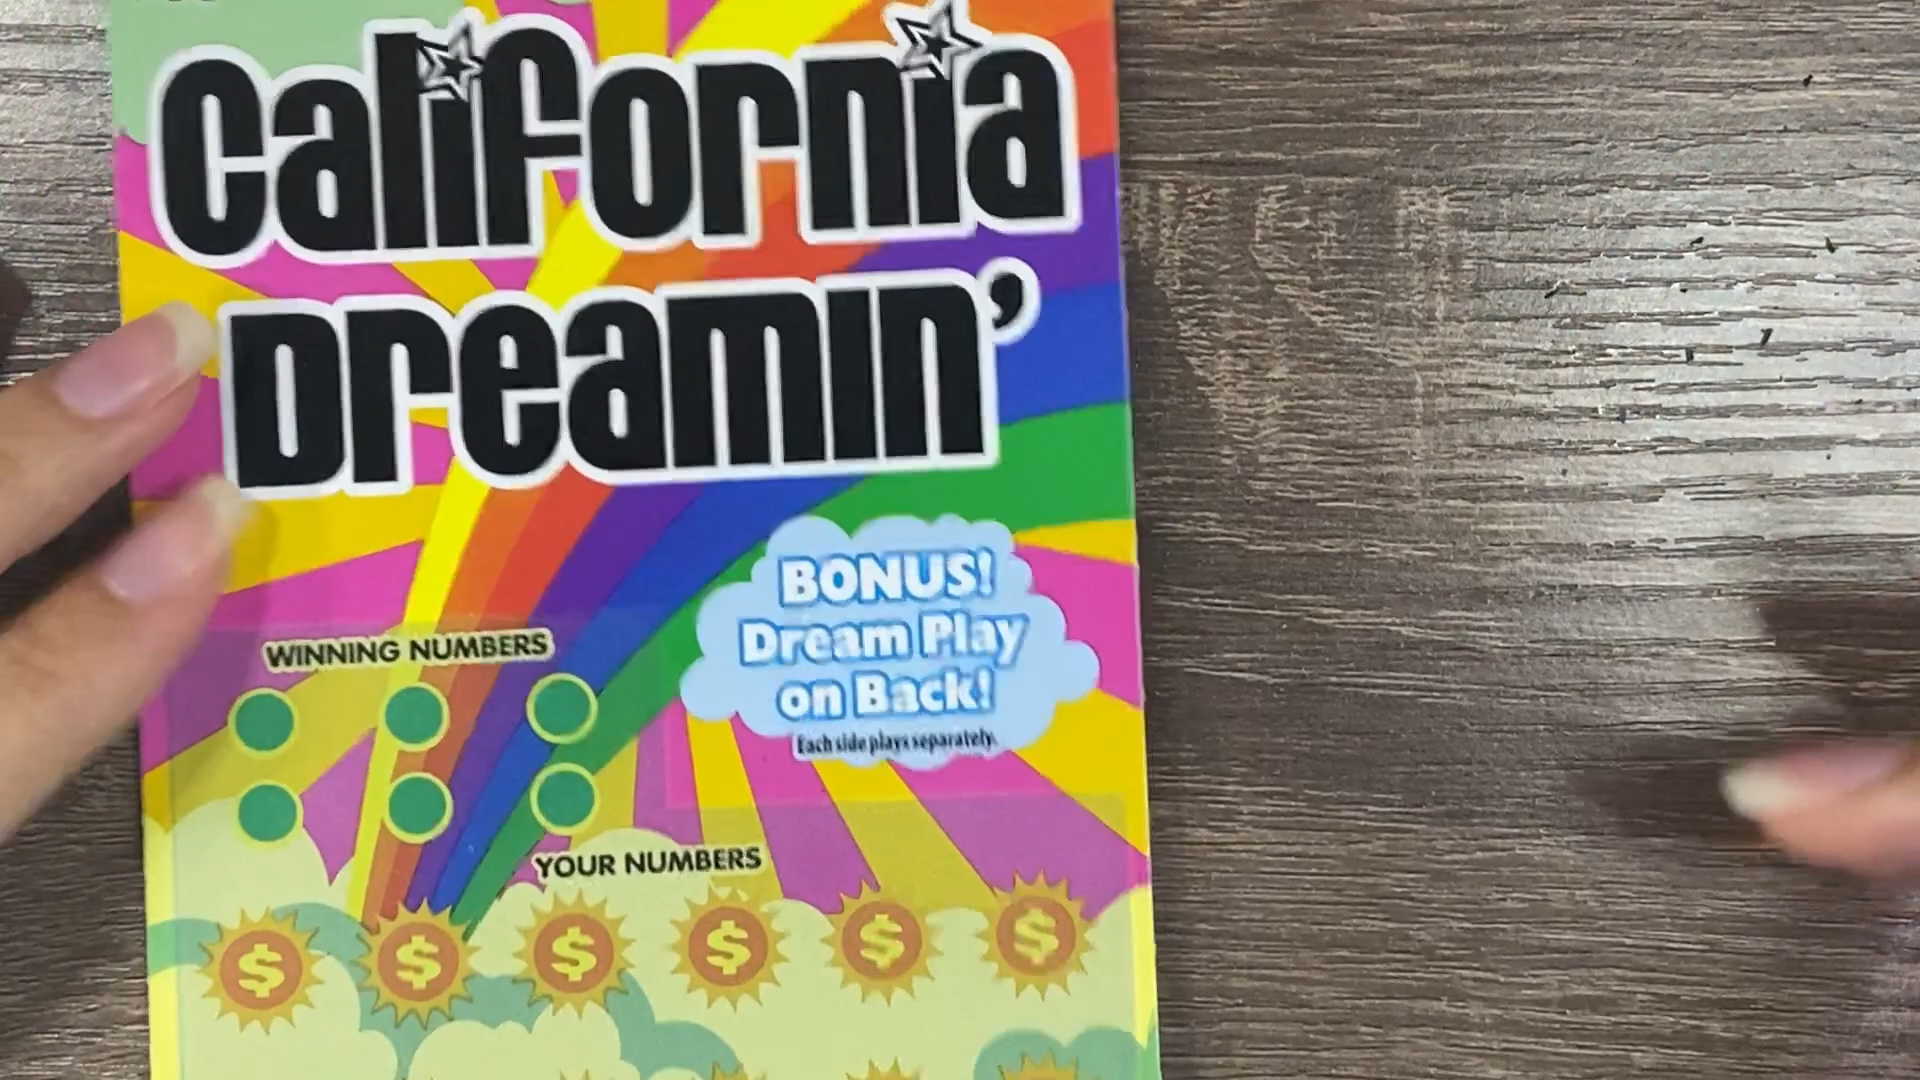 California
Dreamin'
BONUS!
Dream Play
on Back!
Each side plays separately.
WINNING NUMBERS
YOUR NUMBERS
$ $ $ $ $ $